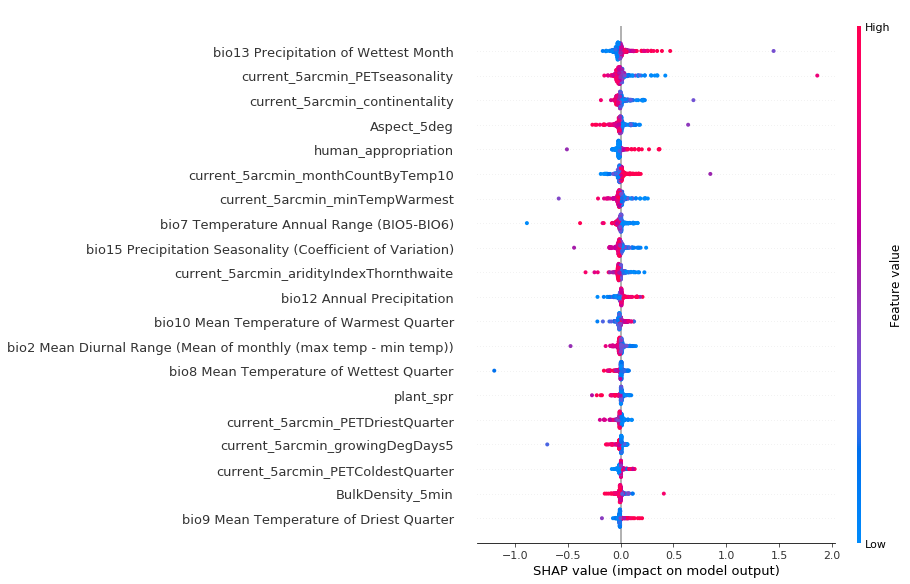 High
bio13 Precipitation of Wettest Month
current_5arcmin_PETseasonality
current_5arcmin_continentality
Aspect_5deg
human_appropriation
current_5arcmin_monthCountByTemp10
current_5arcmin_minTempWarmest
bio7 Temperature Annual Range (BIO5-BIO6)
bio15 Precipitation Seasonality (Coefficient of Variation)
current_5arcmin_aridityIndexThornthwaite
bio12 Annual Precipitation
bio10 Mean Temperature of Warmest Quarter
bio2 Mean Diurnal Range (Mean of monthly (max temp - min temp))
bio8 Mean Temperature of Wettest Quarter
plant_spr
current_5arcmin_PETDriestQuarter
current_5arcmin_growingDegDays5
current_5arcmin_PETColdestQuarter
BulkDensity_5min
bio9 Mean Temperature of Driest Quarter
Feature value
Low
−1.0 −0.5 0.0 0.5 1.0 1.5 2.0
SHAP value (impact on model output)